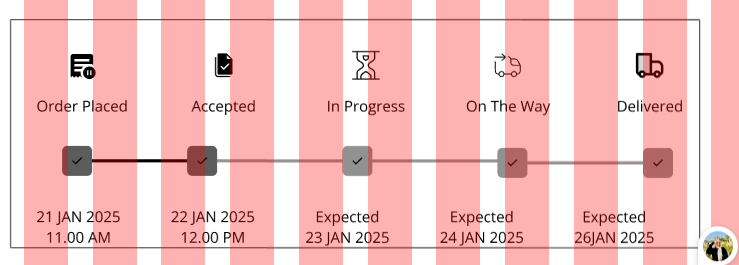 Order Placed
Accepted
In Progress
On The Way
Delivered
21 JAN 2025
11.00 AM
22 JAN 2025
12.00 PM
Expected
23 JAN 2025
Expected
24 JAN 2025
Expected
26JAN 2025